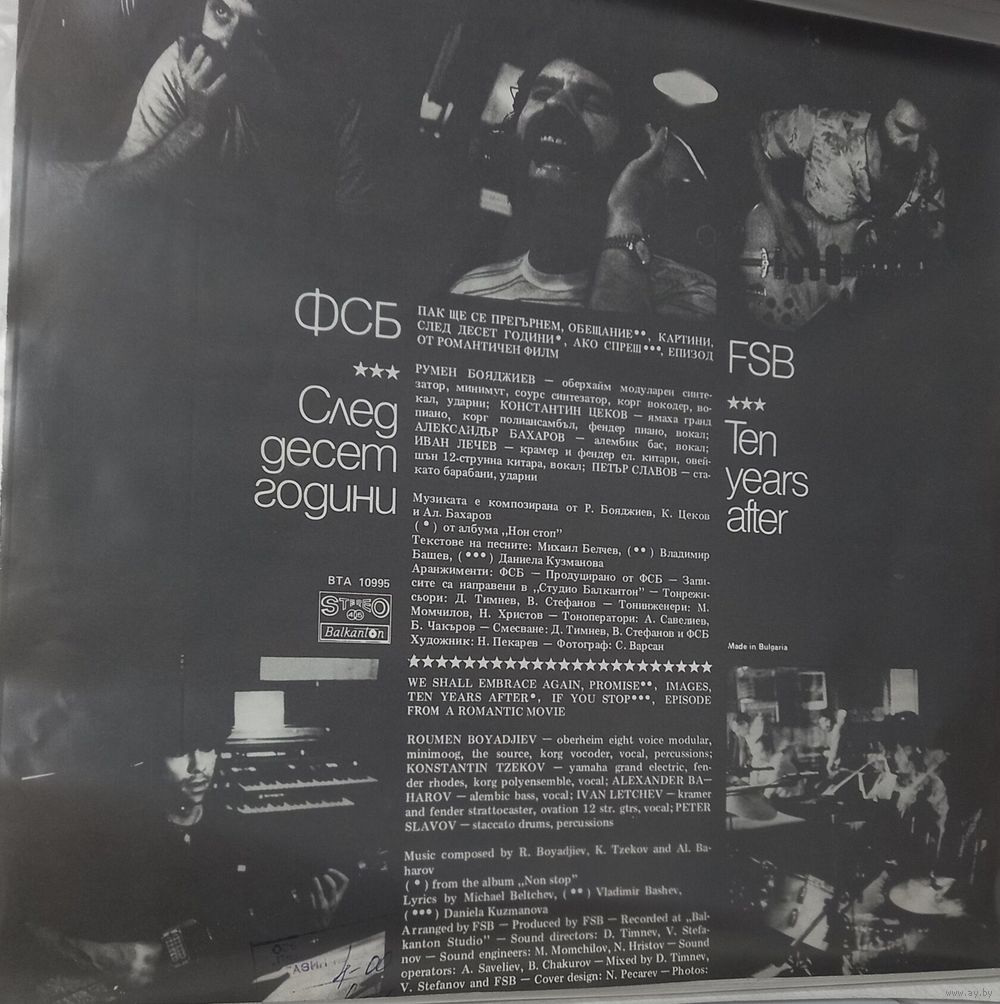 ФСБ
★★★
След
десет
години
ВТА 10995
STEREO
45
Balkanton
ПАК ЩЕ СЕ ПРЕГЪРНЕМ, ОБЕЩАНИЕ••, КАРТИНИ,
СЛЕД ДЕСЕТ ГОДИНИ•, АКО СПРЕШ•••, ЕПИЗОД
ОТ РОМАНТИЧЕН ФИЛМ
РУМЕН БОЯДЖИЕВ — оберхайм модуларен синте-
затор, минимуг, соурс синтезатор, корг вокодер, во-
кал, ударни; КОНСТАНТИН ЦЕКОВ — ямаха гранд
пиано, корг полиансамбъл, фендер пиано, вокал;
АЛЕКСАНДЪР БАХАРОВ — алембик бас, вокал;
ИВАН ЛЕЧЕВ — крамер и фендер ел. китари, овей-
шън 12-струнна китара, вокал; ПЕТЪР СЛАВОВ — ста-
като барабани, ударни
Музиката е композирана от Р. Бояджиев, К. Цеков
и Ал. Бахаров
(•) от албума „Нон стоп”
Текстове на песните: Михаил Белчев, (••) Владимир
Башев, (•••) Даниела Кузманова
Аранжименти: ФСБ — Продуцирано от ФСБ — Запи-
сите са направени в „Студио Балкантон” — Тонрежи-
сьори: Д. Тимнев, В. Стефанов — Тонинженери: М.
Момчилов, Н. Христов — Тоноператори: А. Савелиев,
Б. Чакъров — Смесване: Д. Тимнев, В. Стефанов и ФСБ
Художник: Н. Пекарев — Фотограф: С. Варсан
★★★★★★★★★★★★★★★★★★★★★★★
WE SHALL EMBRACE AGAIN, PROMISE••, IMAGES,
TEN YEARS AFTER•, IF YOU STOP•••, EPISODE
FROM A ROMANTIC MOVIE
ROUMEN BOYADJIEV — oberheim eight voice modular,
minimoog, the source, korg vocoder, vocal, percussions;
KONSTANTIN TZEKOV — yamaha grand electric, fen-
der rhodes, korg polyensemble, vocal; ALEXANDER BA-
HAROV — alembic bass, vocal; IVAN LETCHEV — kramer
and fender strattocaster, ovation 12 str. gtrs, vocal; PETER
SLAVOV — staccato drums, percussions
Music composed by R. Boyadjiev, K. Tzekov and Al. Ba-
harov
(•) from the album „Non stop”
Lyrics by Michael Beltchev, (••) Vladimir Bashev,
(•••) Daniela Kuzmanova
Arranged by FSB — Produced by FSB — Recorded at „Bal-
kanton Studio” — Sound directors: D. Timnev, V. Stefa-
nov — Sound engineers: M. Momchilov, N. Hristov — Sound
operators: A. Saveliev, B. Chakurov — Mixed by D. Timnev,
V. Stefanov and FSB — Cover design: N. Pecarev — Photos:
FSB
★★★
Ten
years
after
Made in Bulgaria
4-00
www.ay.by